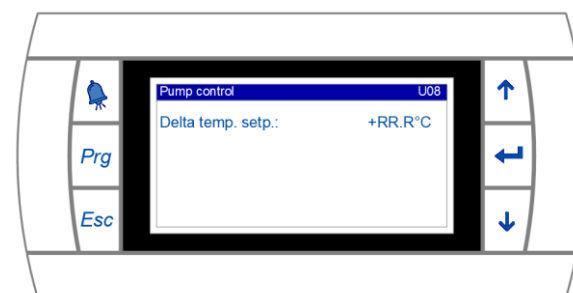 Pump control U08
Delta temp. setp.: +RR.R°C
Prg
Esc